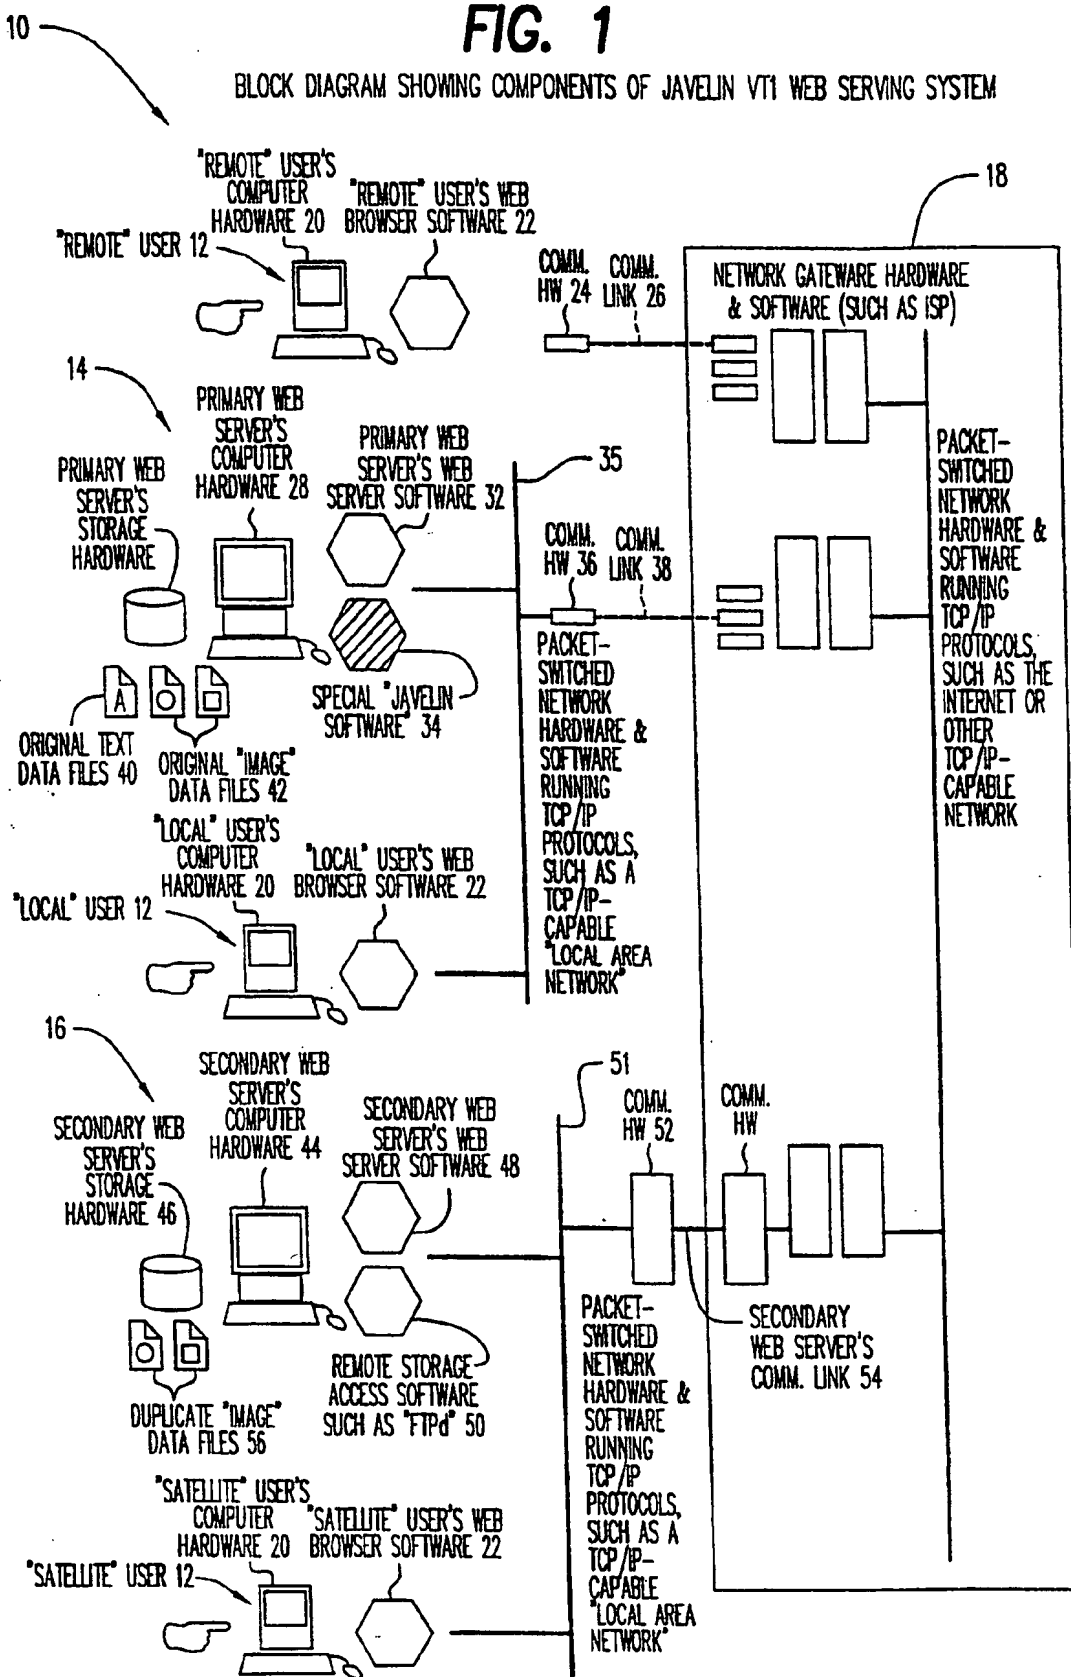 FIG. 1
10
BLOCK DIAGRAM SHOWING COMPONENTS OF JAVELIN VTI WEB SERVING SYSTEM
18
"REMOTE" USER'S
COMPUTER
HARDWARE 20
"REMOTE" USER'S WEB
BROWSER SOFTWARE 22
"REMOTE" USER 12
COMM.
HW 24
COMM.
LINK 26
NETWORK GATEWARE HARDWARE
& SOFTWARE (SUCH AS ISP)
14
PRIMARY WEB
SERVER'S
COMPUTER
HARDWARE 28
PRIMARY WEB
SERVER'S WEB
SERVER SOFTWARE 32
35
PRIMARY WEB
SERVER'S
STORAGE
HARDWARE
COMM.
HW 36
COMM.
LINK 38
PACKET-
SWITCHED
NETWORK
HARDWARE &
SOFTWARE
RUNNING
TCP/IP
PROTOCOLS,
SUCH AS THE
INTERNET OR
OTHER
TCP/IP-
CAPABLE
NETWORK
A
SPECIAL "JAVELIN
SOFTWARE" 34
ORIGINAL TEXT
DATA FILES 40
ORIGINAL "IMAGE"
DATA FILES 42
PACKET-
SWITCHED
NETWORK
HARDWARE &
SOFTWARE
RUNNING
TCP/IP
PROTOCOLS,
SUCH AS A
TCP/IP-
CAPABLE
"LOCAL AREA
NETWORK"
"LOCAL" USER'S
COMPUTER
HARDWARE 20
"LOCAL" USER'S WEB
BROWSER SOFTWARE 22
"LOCAL" USER 12
16
SECONDARY WEB
SERVER'S
COMPUTER
HARDWARE 44
SECONDARY WEB
SERVER'S WEB
SERVER SOFTWARE 48
51
COMM.
HW 52
COMM.
HW
SECONDARY WEB
SERVER'S
STORAGE
HARDWARE 46
REMOTE STORAGE
ACCESS SOFTWARE
SUCH AS "FTPd" 50
DUPLICATE "IMAGE"
DATA FILES 56
PACKET-
SWITCHED
NETWORK
HARDWARE &
SOFTWARE
RUNNING
TCP/IP
PROTOCOLS,
SUCH AS A
TCP/IP-
CAPABLE
"LOCAL AREA
NETWORK"
SECONDARY
WEB SERVER'S
COMM. LINK 54
"SATELLITE" USER'S
COMPUTER
HARDWARE 20
"SATELLITE" USER'S WEB
BROWSER SOFTWARE 22
"SATELLITE" USER 12